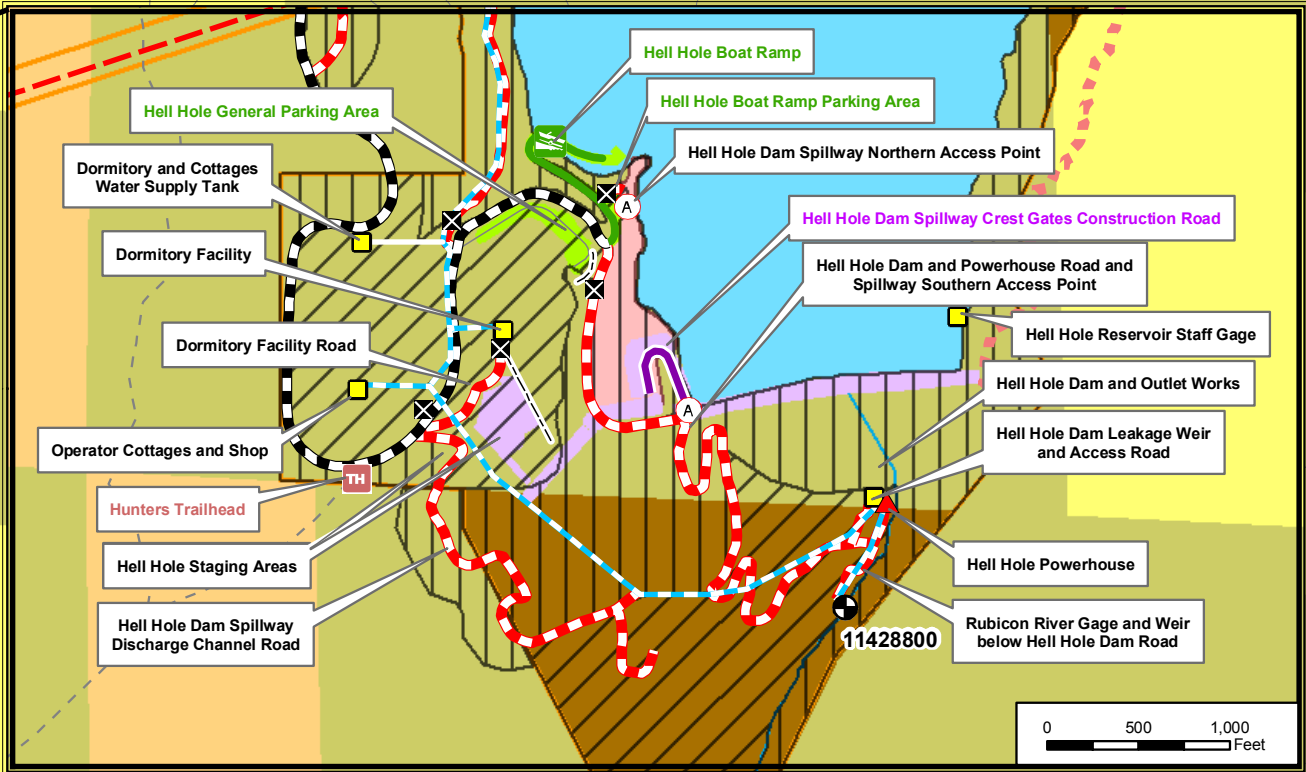 Hell Hole Boat Ramp
Hell Hole Boat Ramp Parking Area
Hell Hole General Parking Area
Hell Hole Dam Spillway Northern Access Point
Dormitory and Cottages
Water Supply Tank
A
Hell Hole Dam Spillway Crest Gates Construction Road
Dormitory Facility
Hell Hole Dam and Powerhouse Road and
Spillway Southern Access Point
Hell Hole Reservoir Staff Gage
Dormitory Facility Road
Hell Hole Dam and Outlet Works
A
Operator Cottages and Shop
Hell Hole Dam Leakage Weir
and Access Road
TH
Hunters Trailhead
Hell Hole Staging Areas
Hell Hole Powerhouse
Hell Hole Dam Spillway
Discharge Channel Road
Rubicon River Gage and Weir
below Hell Hole Dam Road
11428800
0 500 1,000
Feet